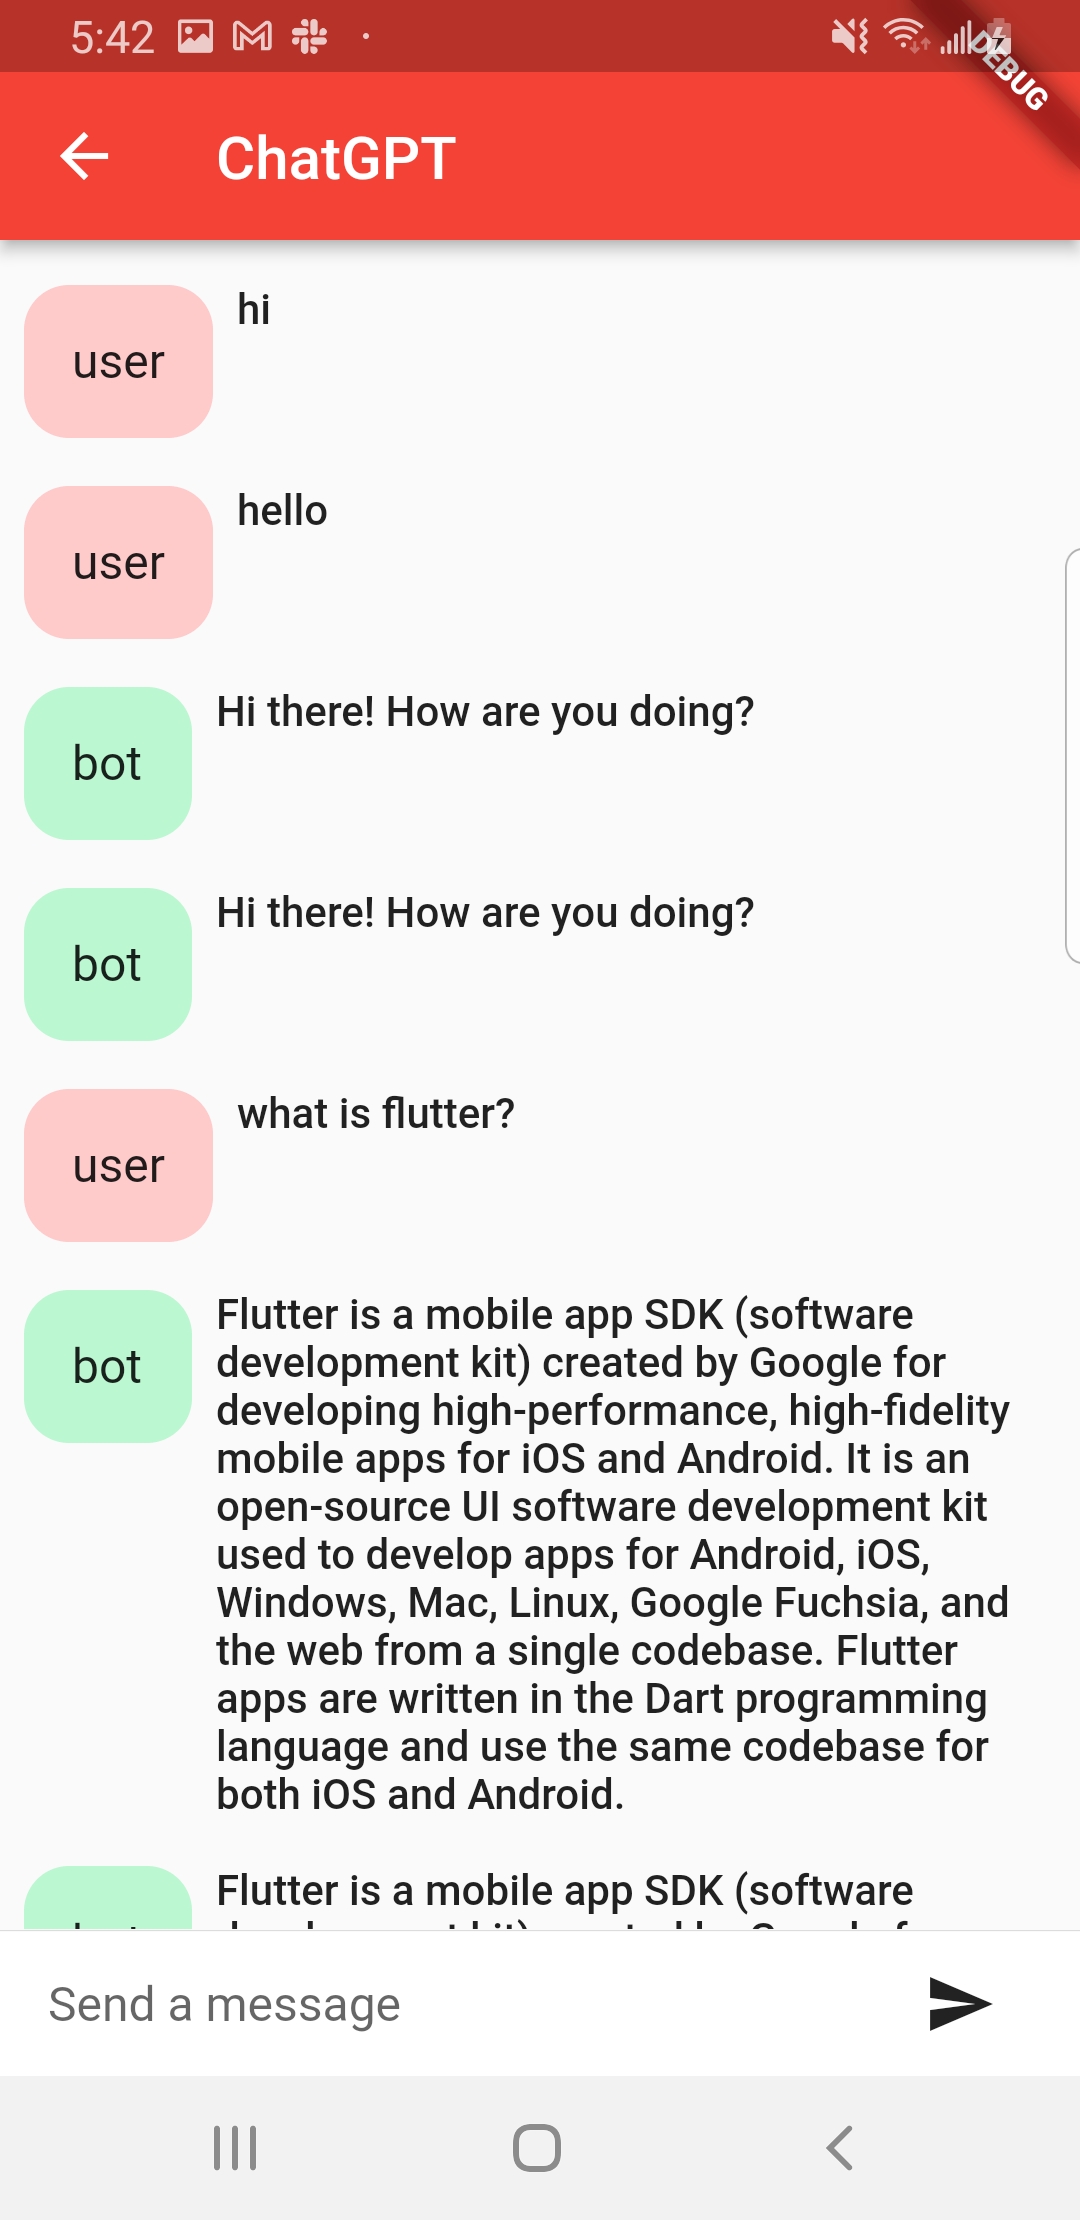 5:42
DEBUG
ChatGPT
user
hi
user
hello
bot
Hi there! How are you doing?
bot
Hi there! How are you doing?
user
what is flutter?
bot
Flutter is a mobile app SDK (software
development kit) created by Google for
developing high-performance, high-fidelity
mobile apps for iOS and Android. It is an
open-source UI software development kit
used to develop apps for Android, iOS,
Windows, Mac, Linux, Google Fuchsia, and
the web from a single codebase. Flutter
apps are written in the Dart programming
language and use the same codebase for
both iOS and Android.
Flutter is a mobile app SDK (software
Send a message